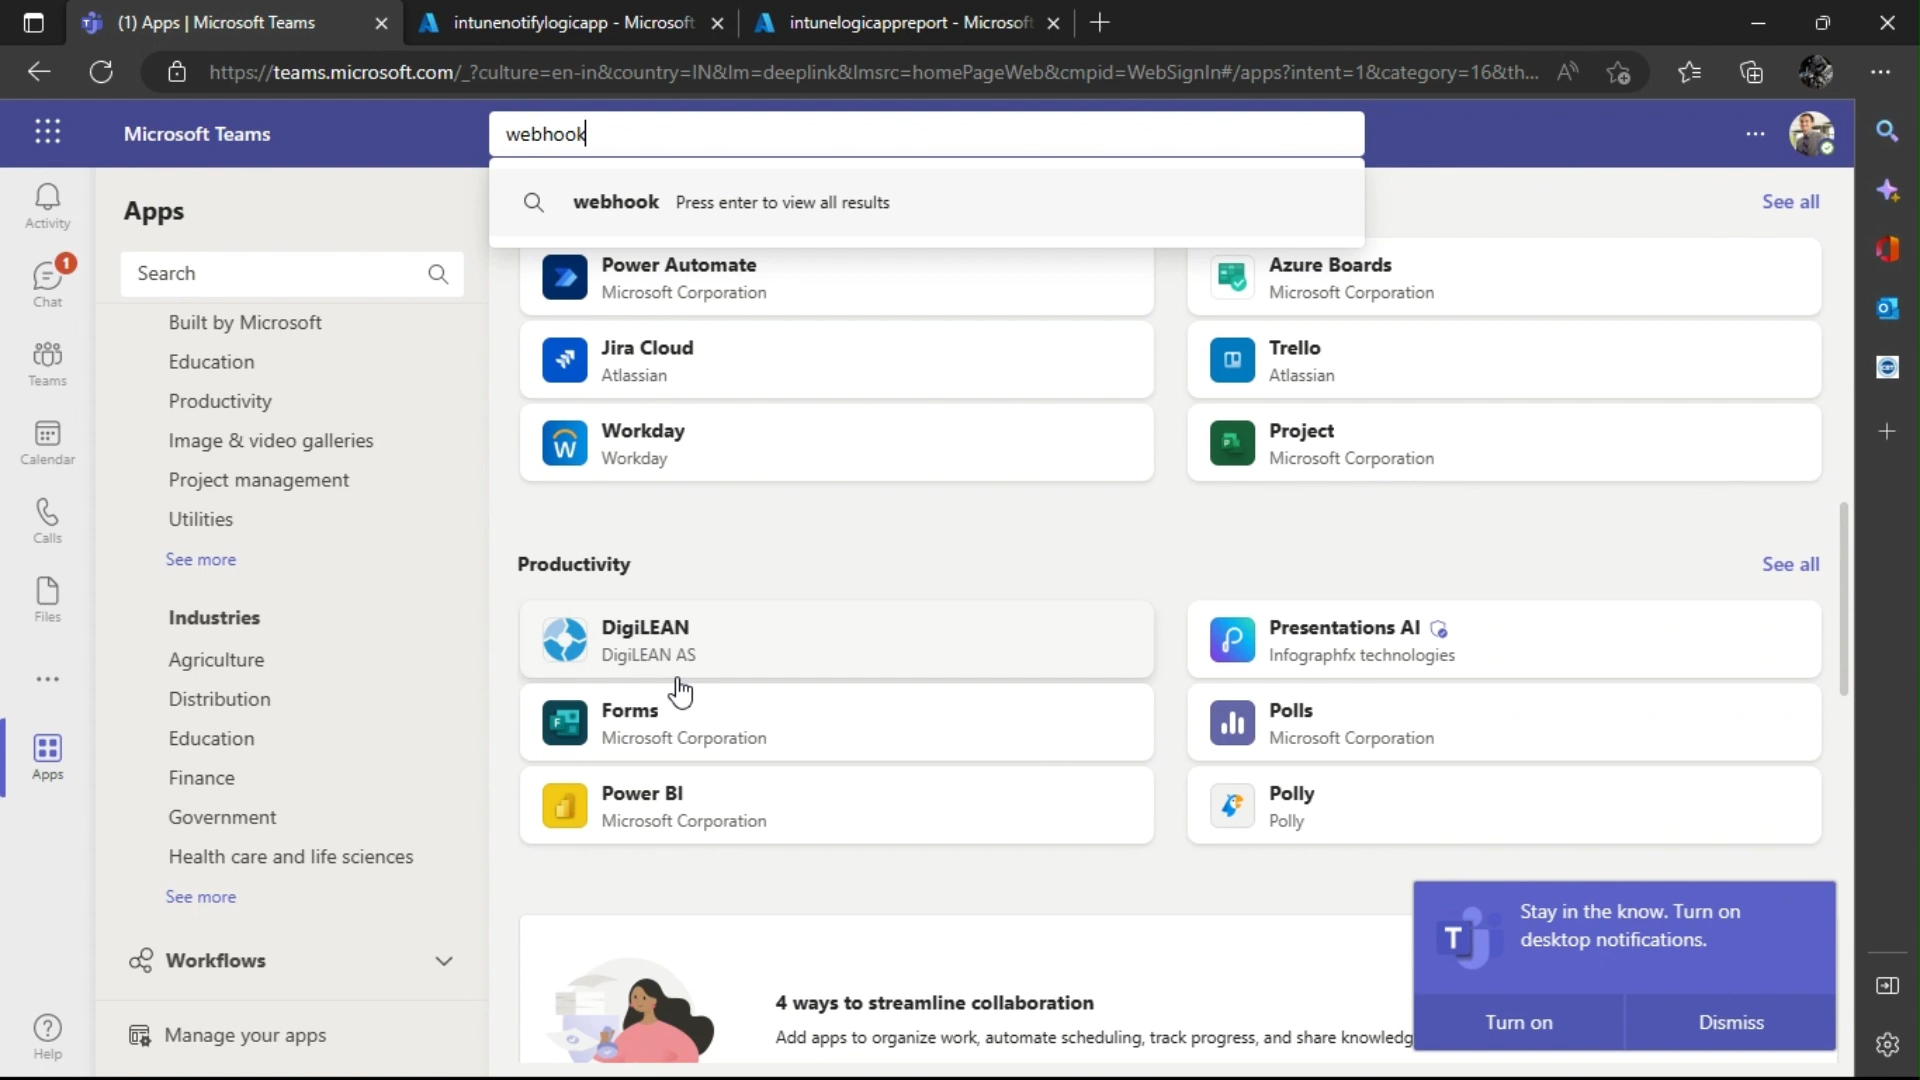 (1) Apps | Microsoft Teams
intunenotifylogicapp - Microsoft
intunelogicappreport - Microsoft
https://teams.microsoft.com/_?culture=en-in&country=IN&lm=deeplink&lmsrc=homePageWeb&cmpid=WebSignIn#/apps?intent=1&category=16&th...
Microsoft Teams
webhook
webhook Press enter to view all results
Activity
1
Chat
Teams
Calendar
Calls
Files
Apps
Help
Apps
Search
Built by Microsoft
Education
Productivity
Image & video galleries
Project management
Utilities
See more
Industries
Agriculture
Distribution
Education
Finance
Government
Health care and life sciences
See more
Workflows
Manage your apps
See all
Power Automate
Microsoft Corporation
Azure Boards
Microsoft Corporation
Jira Cloud
Atlassian
Trello
Atlassian
Workday
Workday
Project
Microsoft Corporation
Productivity
See all
DigiLEAN
DigiLEAN AS
Presentations AI
Infographfx technologies
Forms
Microsoft Corporation
Polls
Microsoft Corporation
Power BI
Microsoft Corporation
Polly
Polly
4 ways to streamline collaboration
Add apps to organize work, automate scheduling, track progress, and share knowledg
Stay in the know. Turn on
desktop notifications.
Turn on
Dismiss